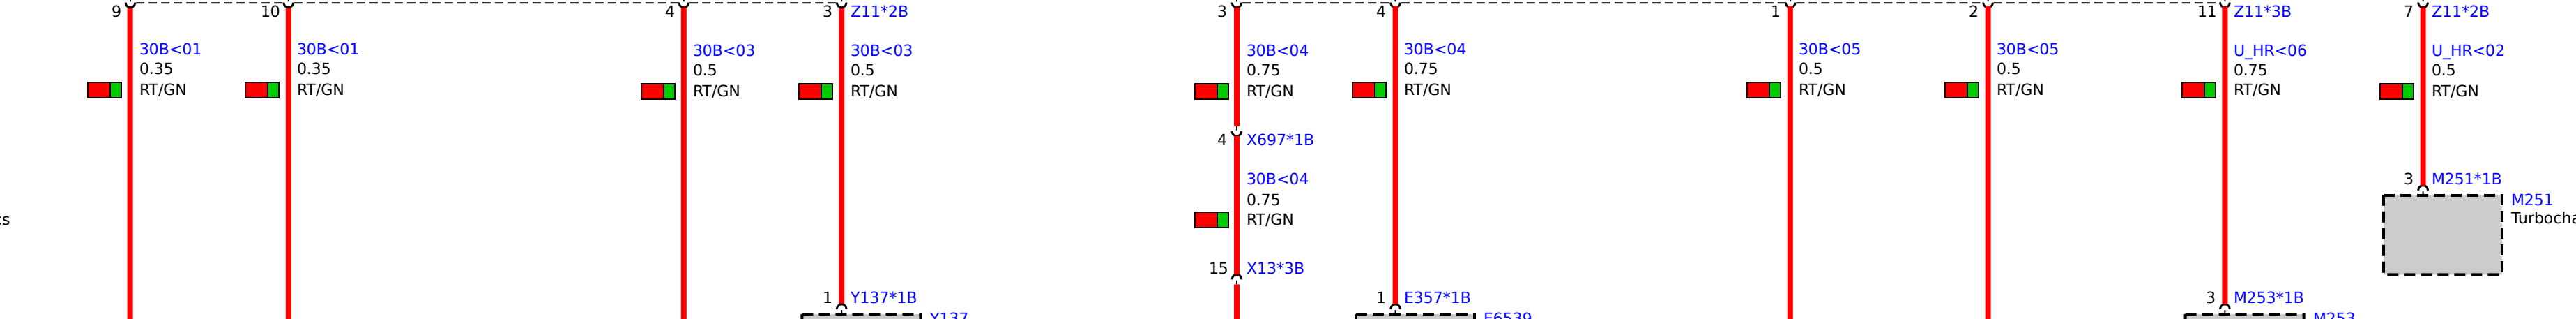 9 10 4 3 Z11*2B 3 4 1 2 11 Z11*3B 7 Z11*2B
30B<01 30B<01 30B<03 30B<03 30B<04 30B<04 30B<05 30B<05 U_HR<06 U_HR<02
0.35 0.35 0.5 0.5 0.75 0.75 0.5 0.5 0.75 0.5
RT/GN RT/GN RT/GN RT/GN RT/GN RT/GN RT/GN RT/GN RT/GN RT/GN
4 X697*1B
30B<04 3 M251*1B
0.75 M251
RT/GN Turbocha
15 X13*3B
1 Y137*1B 1 E357*1B 3 M253*1B
Y137 E6539 M253